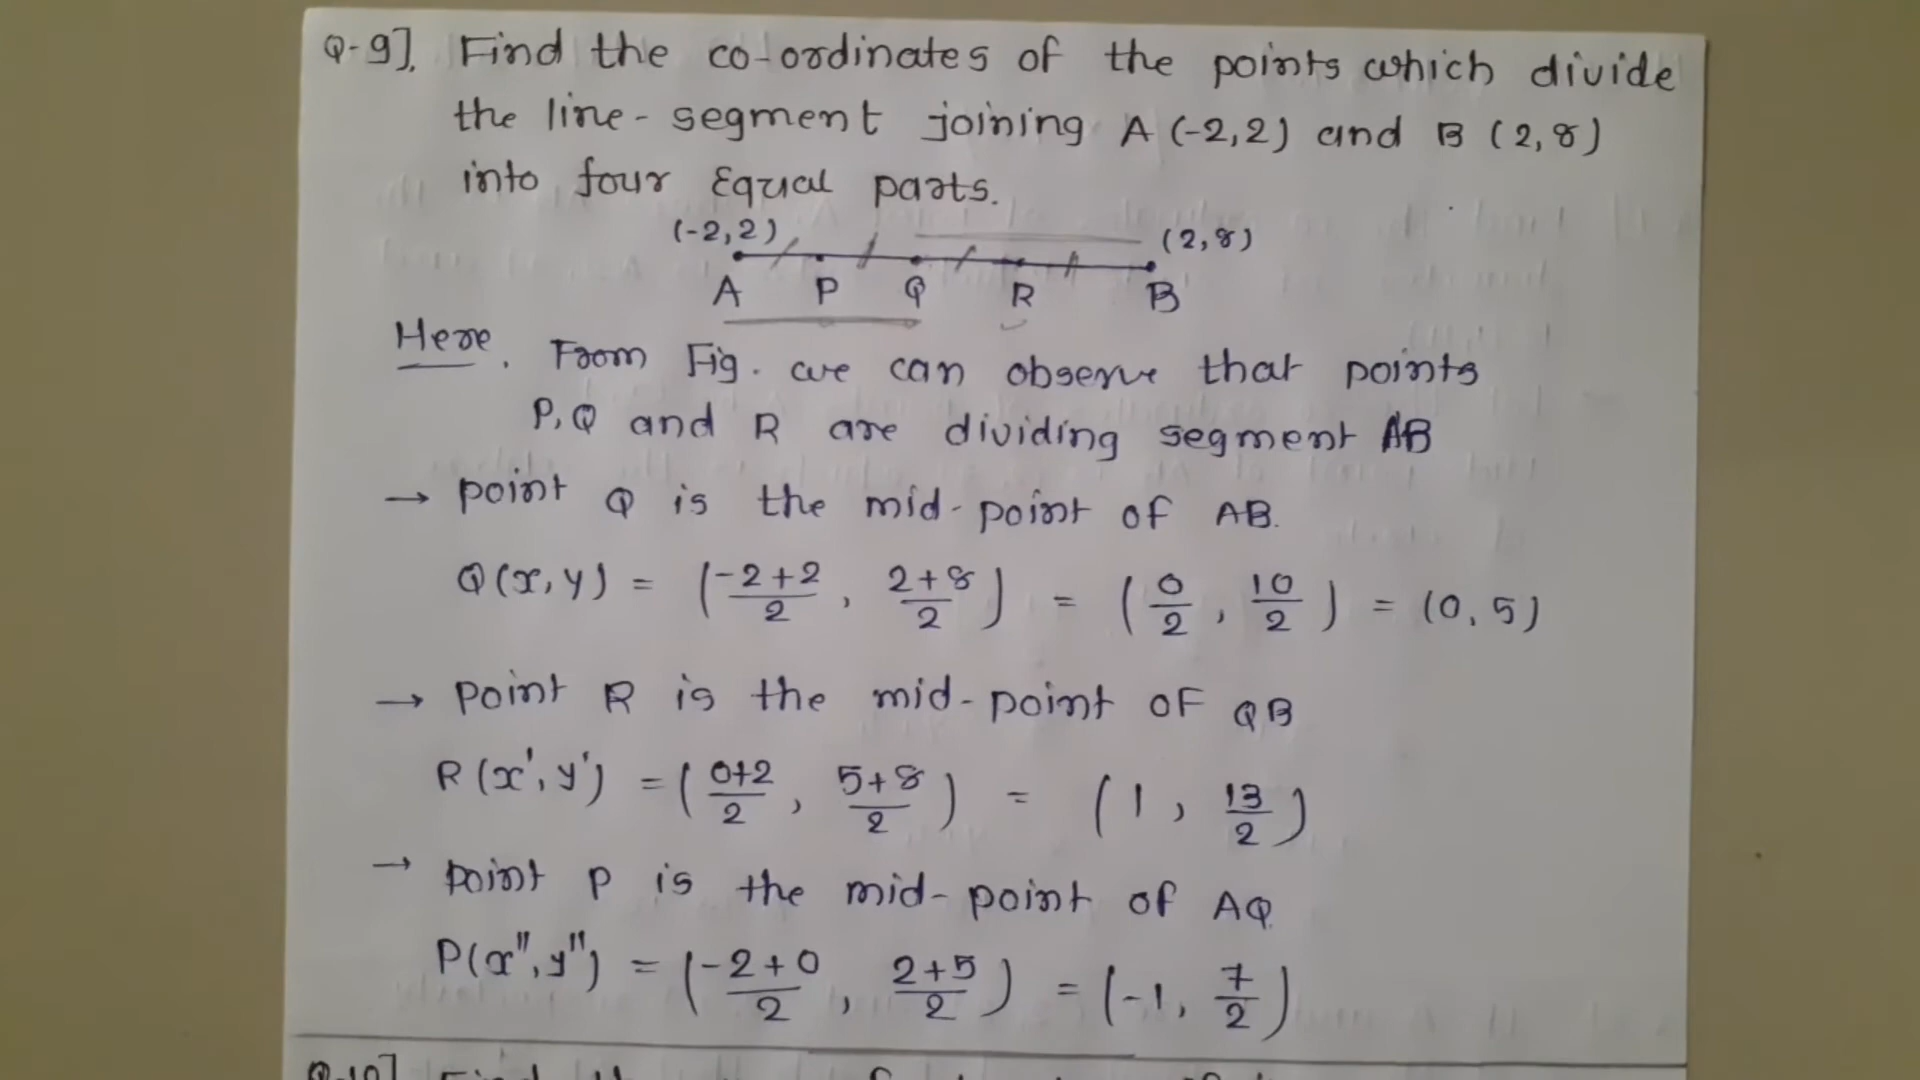 Q-9]. Find the co-ordinates of the points which divide
the line-segment joining A (-2,2) and B (2,8)
into four Equal parts.
(-2,2) (2,8)
A P Q R B
Here, From Fig. we can observe that points
P, Q and R are dividing segment AB
→ point Q is the mid-point of AB.
Q(x, y) = (-2+2/2, 2+8/2) = (0/2, 10/2) = (0, 5)
→ point R is the mid-point of QB
R (x', y') = (0+2/2, 5+8/2) = (1, 13/2)
→ point P is the mid-point of AQ
P(x", y") = (-2+0/2, 2+5/2) = (-1, 7/2)
Q.10] Find